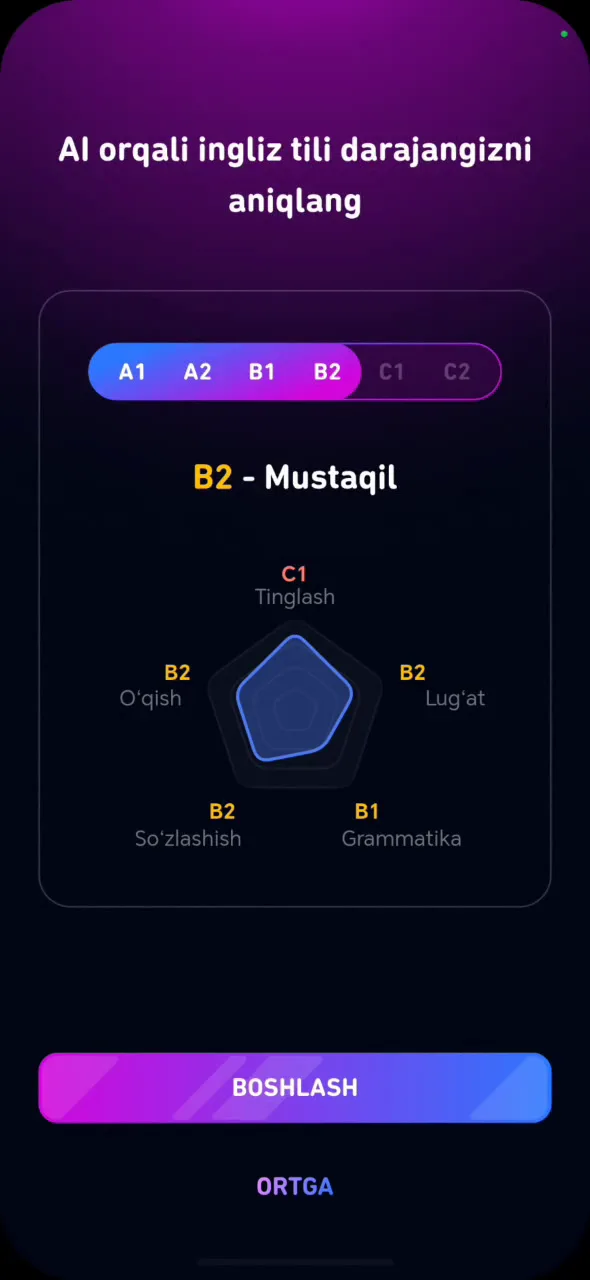 AI orqali ingliz tili darajangizni
aniqlang
A1 A2 B1 B2 C1 C2
B2 - Mustaqil
C1
Tinglash
B2
O‘qish
B2
Lug‘at
B2
So‘zlashish
B1
Grammatika
BOSHLASH
ORTGA